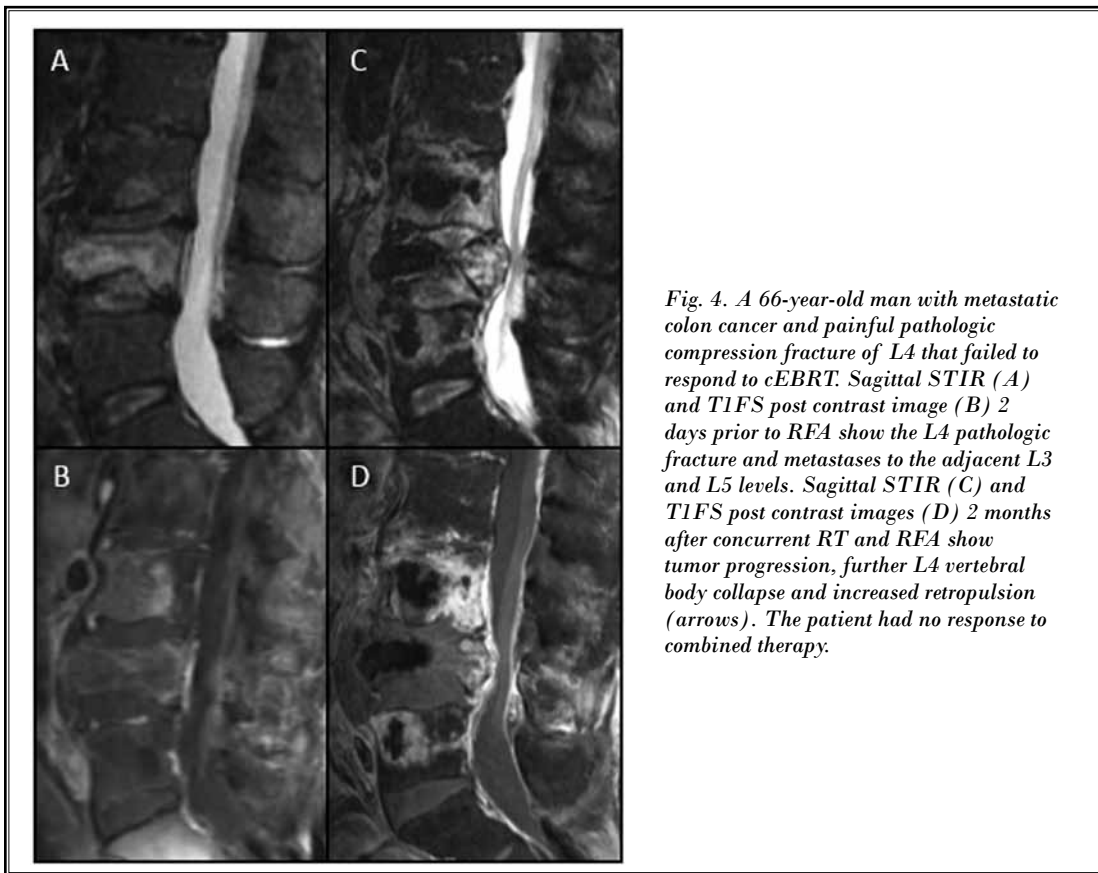 A
C
B
D
Fig. 4. A 66-year-old man with metastatic
colon cancer and painful pathologic
compression fracture of L4 that failed to
respond to cEBRT. Sagittal STIR (A)
and T1FS post contrast image (B) 2
days prior to RFA show the L4 pathologic
fracture and metastases to the adjacent L3
and L5 levels. Sagittal STIR (C) and
T1FS post contrast images (D) 2 months
after concurrent RT and RFA show
tumor progression, further L4 vertebral
body collapse and increased retropulsion
(arrows). The patient had no response to
combined therapy.